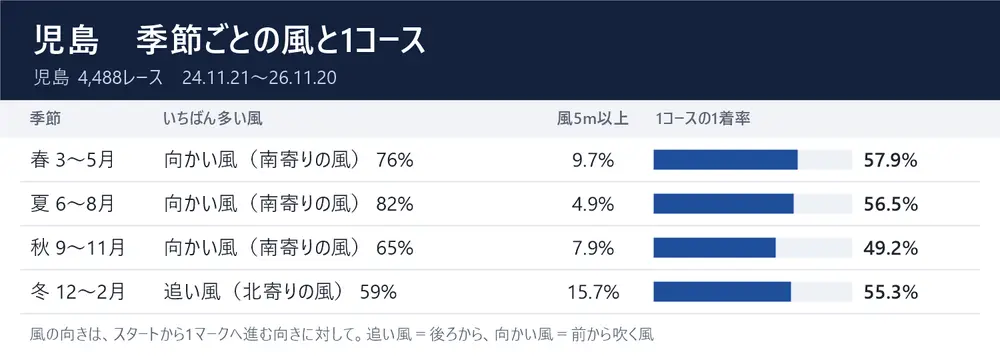 児島　季節ごとの風と1コース
児島 4,488レース　24.11.21～26.11.20
季節　いちばん多い風　風5m以上　1コースの1着率
春 3～5月　向かい風（南寄りの風） 76%　9.7%　57.9%
夏 6～8月　向かい風（南寄りの風） 82%　4.9%　56.5%
秋 9～11月　向かい風（南寄りの風） 65%　7.9%　49.2%
冬 12～2月　追い風（北寄りの風） 59%　15.7%　55.3%
風の向きは、スタートから1マークへ進む向きに対して。追い風＝後ろから、向かい風＝前から吹く風